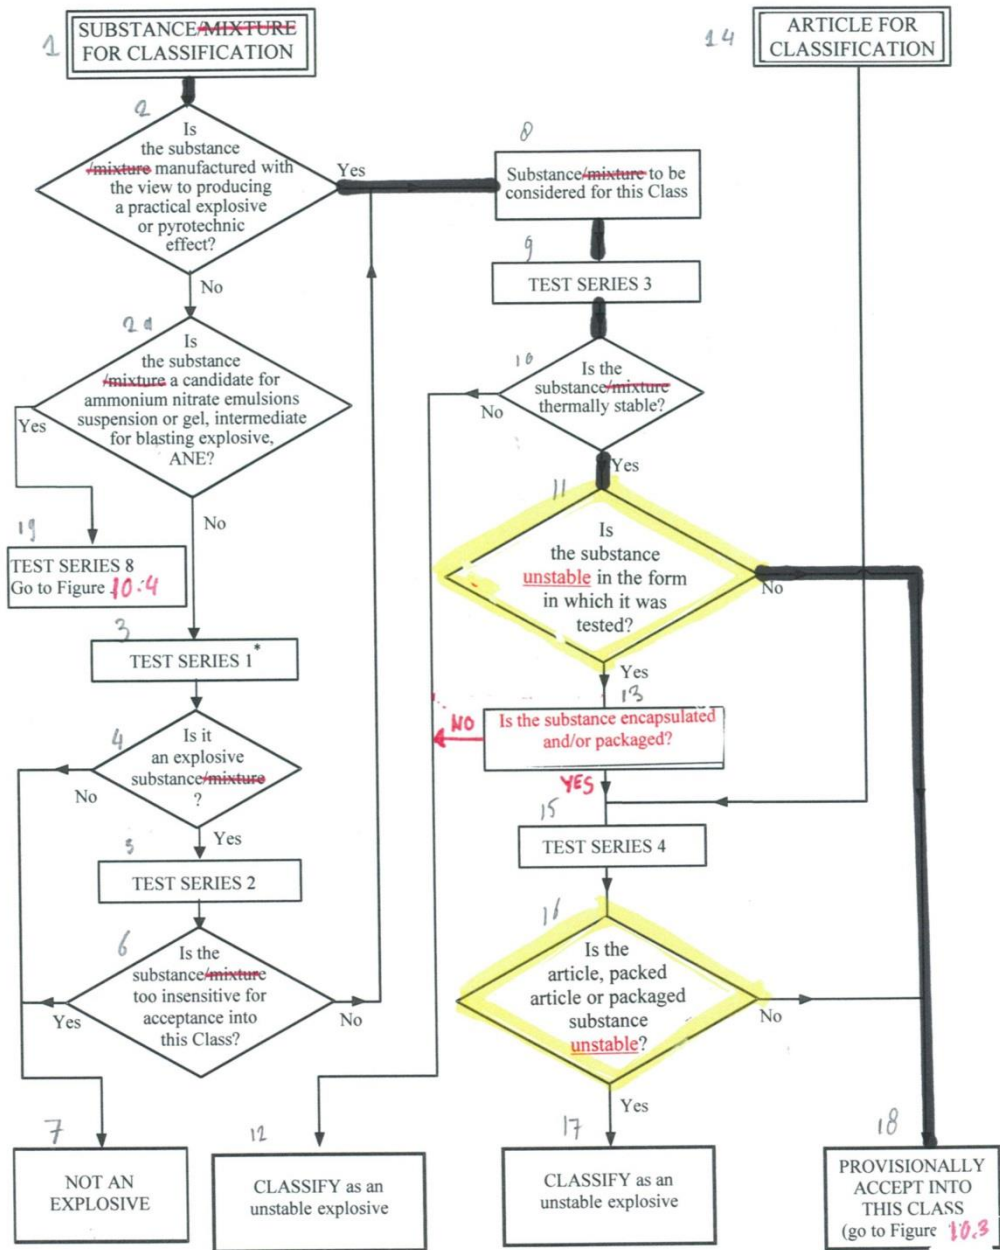 1
SUBSTANCE/MIXTURE
FOR CLASSIFICATION
14
ARTICLE FOR
CLASSIFICATION
2
Is
the substance
/mixture manufactured with
the view to producing
a practical explosive
or pyrotechnic
effect?
Yes
No
8
Substance/mixture to be
considered for this Class
9
TEST SERIES 3
2a
Is
the substance
/mixture a candidate for
ammonium nitrate emulsions
suspension or gel, intermediate
for blasting explosive,
ANE?
Yes
No
10
Is the
substance/mixture
thermally stable?
No
Yes
19
TEST SERIES 8
Go to Figure 10.4
11
Is
the substance
unstable in the form
in which it was
tested?
No
Yes
3
TEST SERIES 1*
13
Is the substance encapsulated
and/or packaged?
NO
YES
4
Is it
an explosive
substance/mixture
?
No
Yes
15
TEST SERIES 4
5
TEST SERIES 2
6
Is the
substance/mixture
too insensitive for
acceptance into
this Class?
Yes
No
16
Is the
article, packed
article or packaged
substance
unstable?
No
Yes
7
NOT AN
EXPLOSIVE
12
CLASSIFY as an
unstable explosive
17
CLASSIFY as an
unstable explosive
18
PROVISIONALLY
ACCEPT INTO
THIS CLASS
(go to Figure 10.3